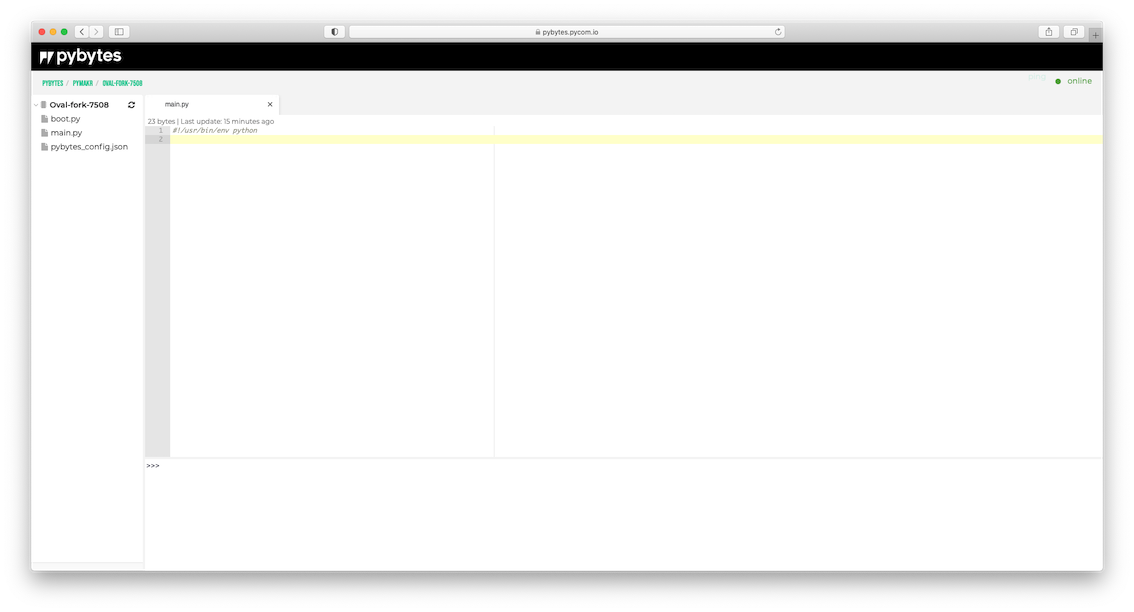 pybytes.pycom.io
pybytes
PYBYTES / PYMAKR / OVAL-FORK-7508
ping
online
Oval-fork-7508
boot.py
main.py
pybytes_config.json
main.py
23 bytes | Last update: 15 minutes ago
1 #!/usr/bin/env python
2
>>>